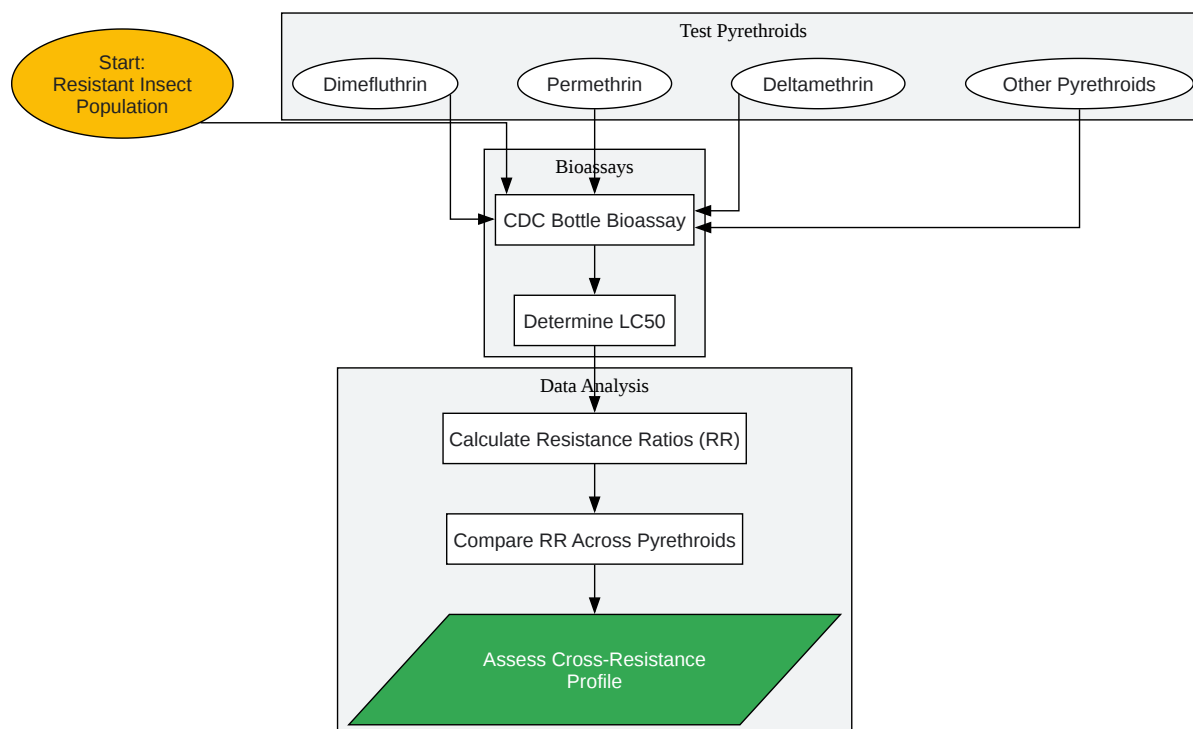 Test Pyrethroids
Start:
Resistant Insect
Population
Dimefluthrin
Permethrin
Deltamethrin
Other Pyrethroids
Bioassays
CDC Bottle Bioassay
Determine LC50
Data Analysis
Calculate Resistance Ratios (RR)
Compare RR Across Pyrethroids
Assess Cross-Resistance
Profile